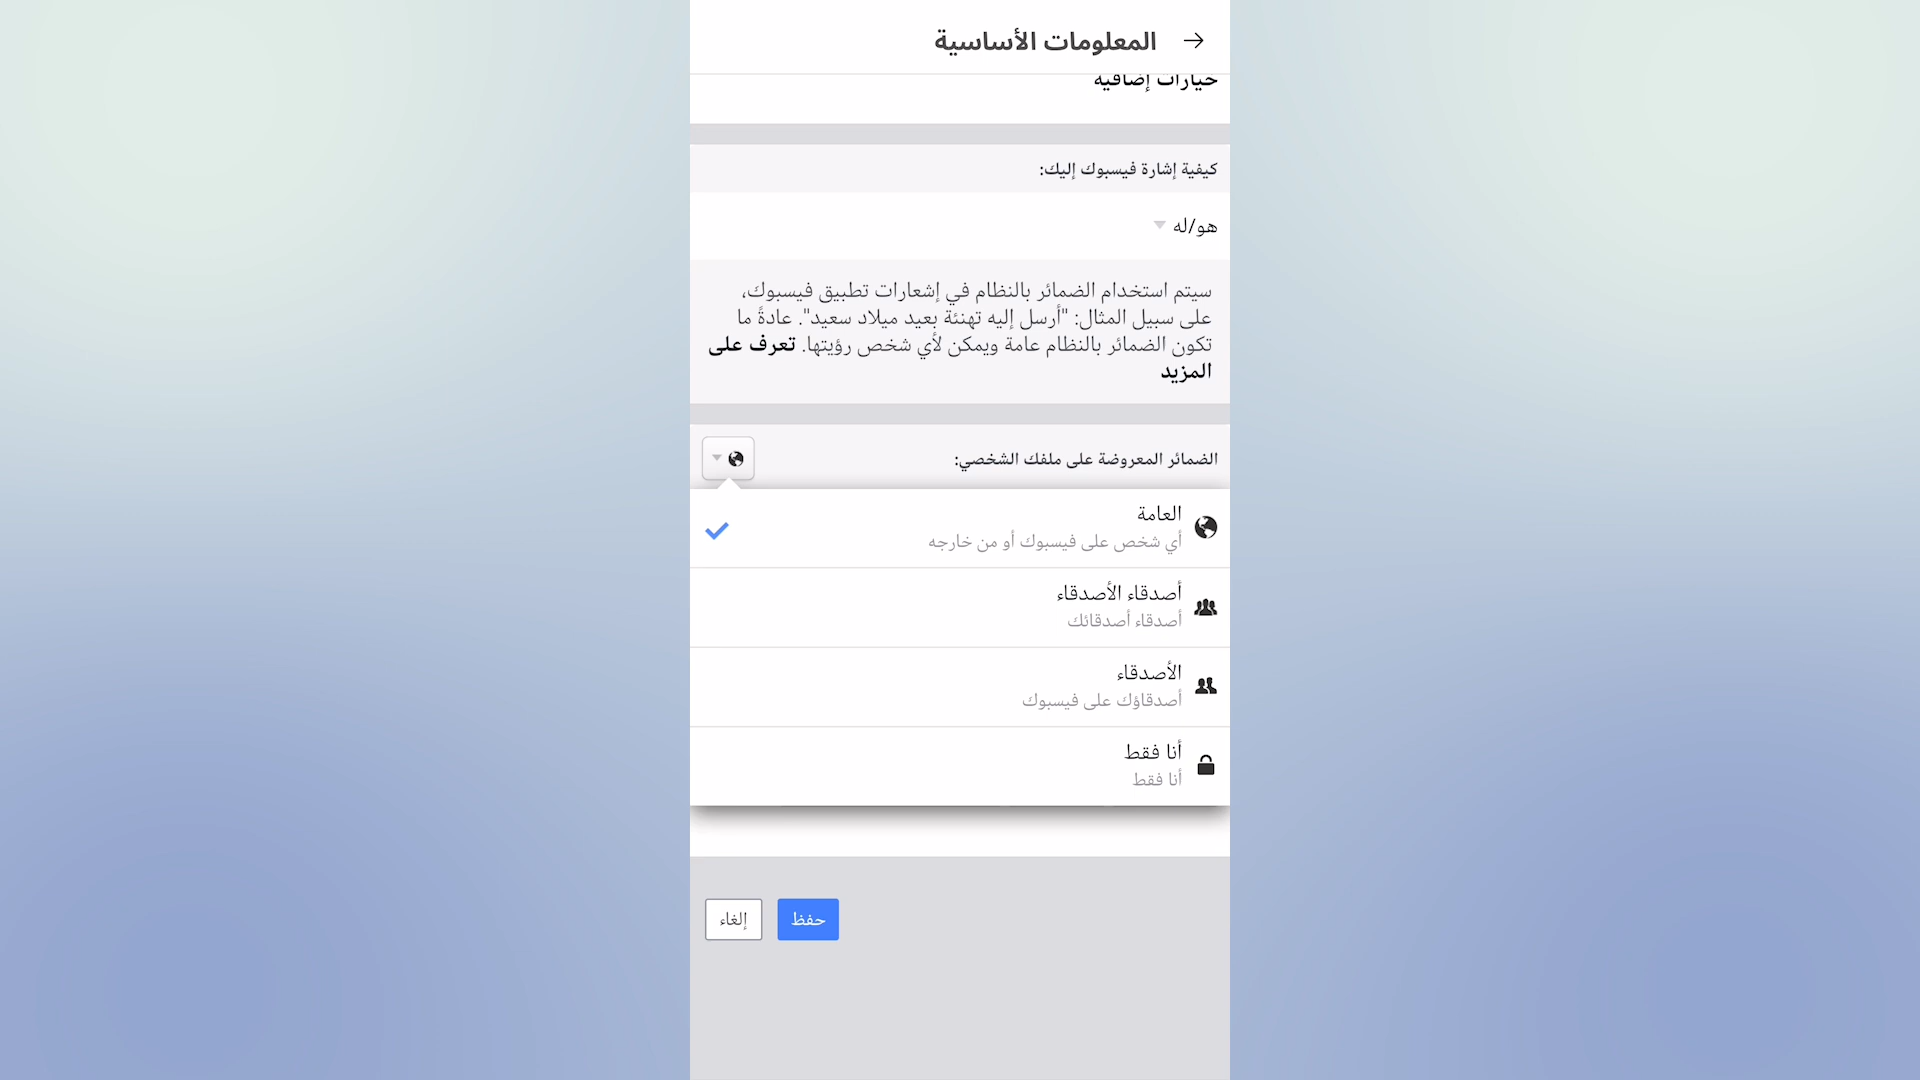 المعلومات الأساسية
خيارات إضافية
كيفية إشارة فيسبوك إليك:
هو/له
سيتم استخدام الضمائر بالنظام في إشعارات تطبيق فيسبوك،
على سبيل المثال: "أرسل إليه تهنئة بعيد ميلاد سعيد". عادةً ما
تكون الضمائر بالنظام عامة ويمكن لأي شخص رؤيتها. تعرف على
المزيد
الضمائر المعروضة على ملفك الشخصي:
العامة
أي شخص على فيسبوك أو من خارجه
أصدقاء الأصدقاء
أصدقاء أصدقائك
الأصدقاء
أصدقاؤك على فيسبوك
أنا فقط
أنا فقط
حفظ
إلغاء